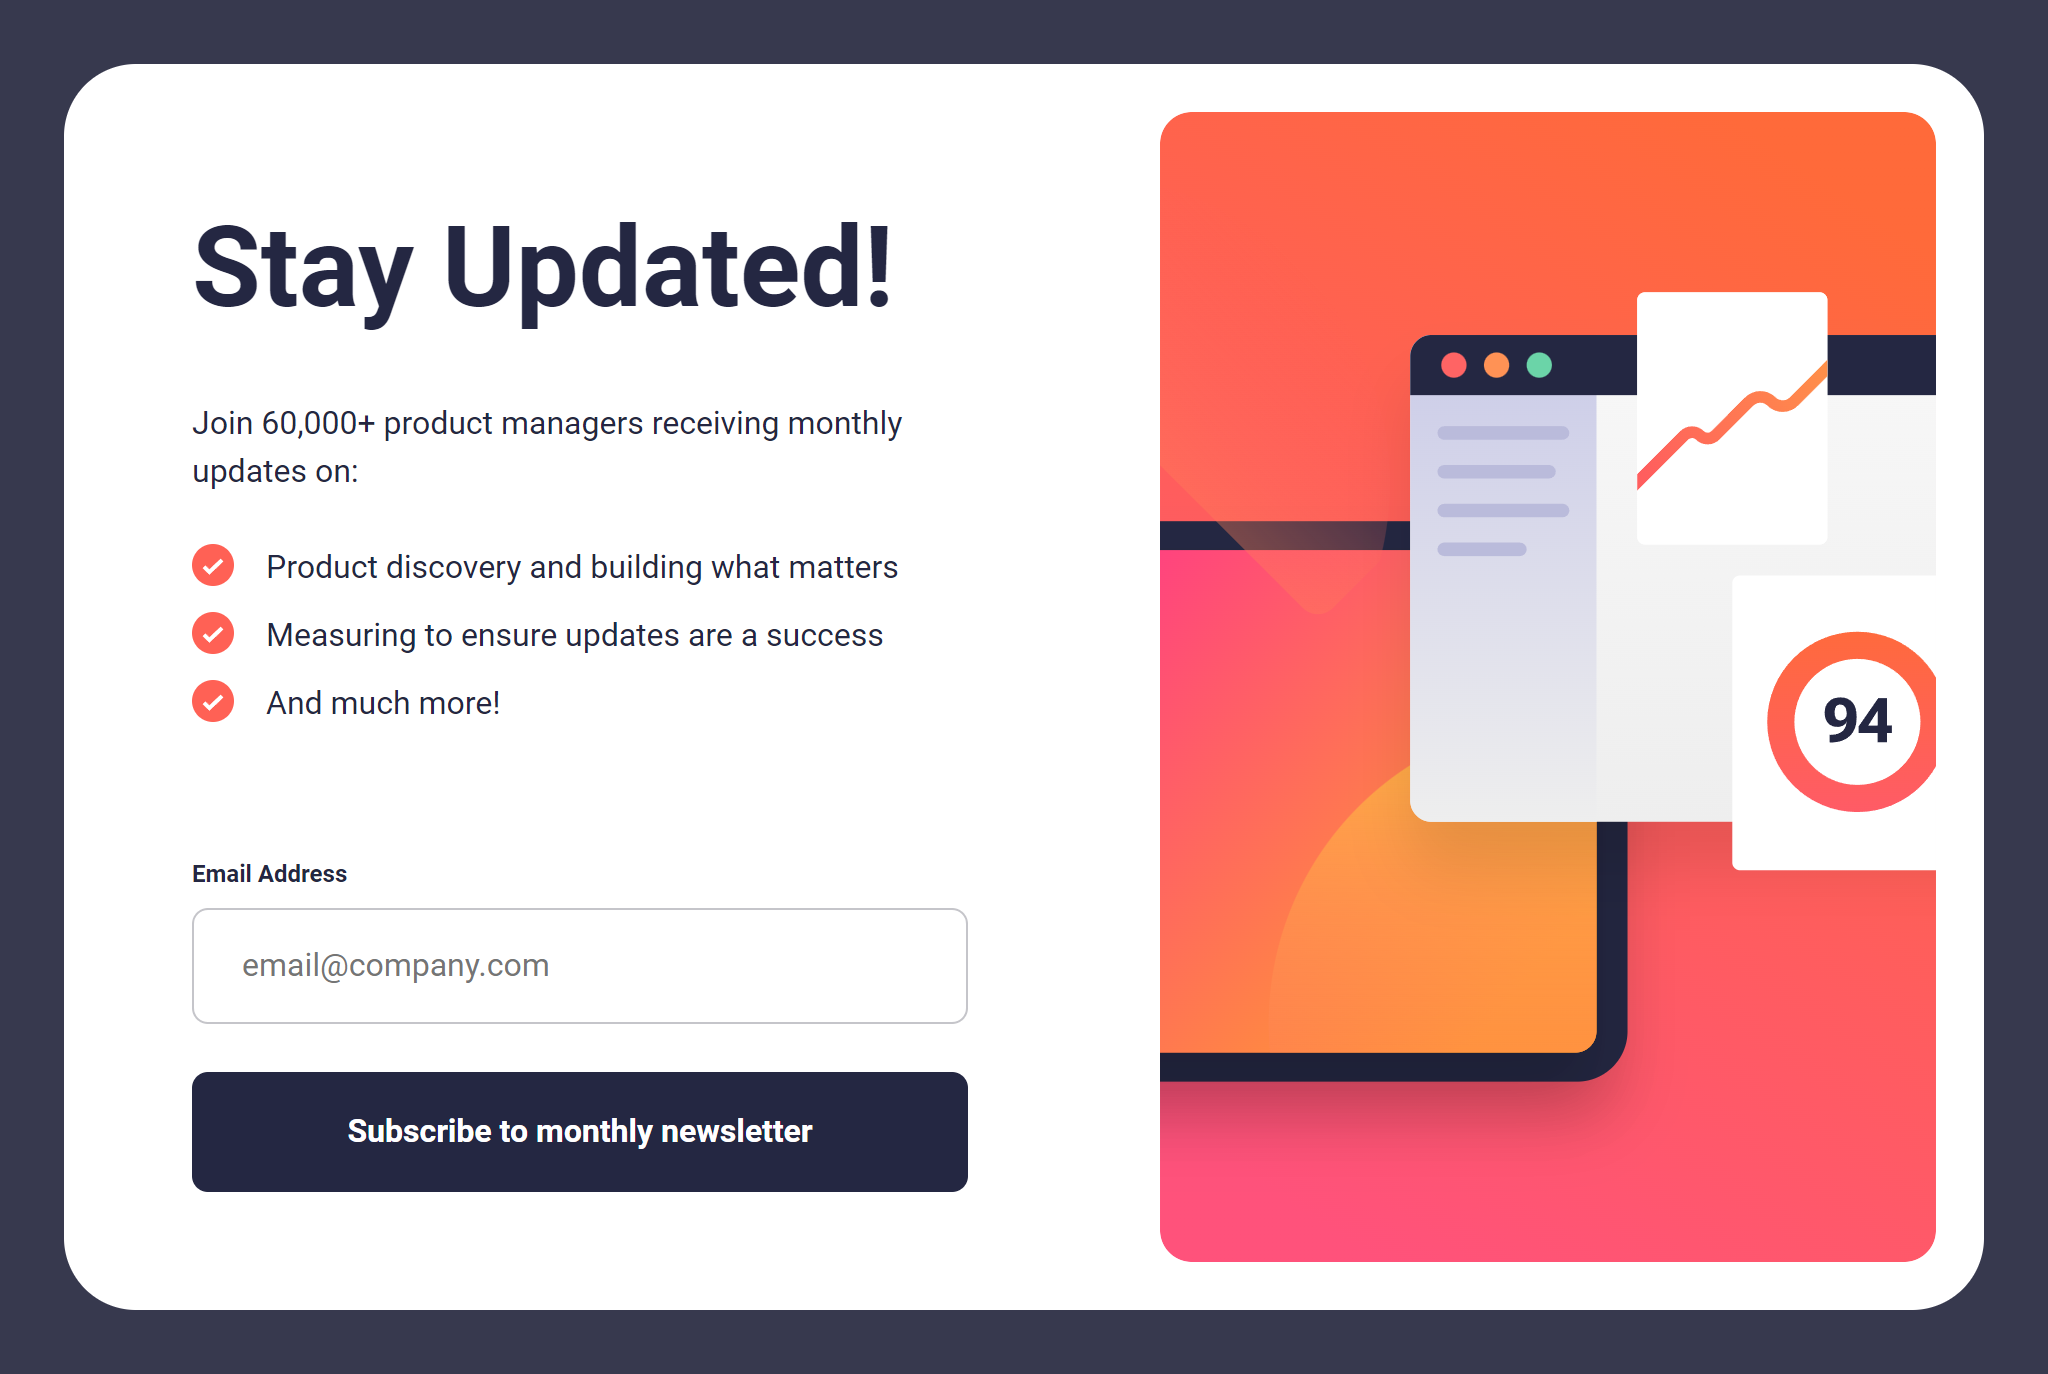 Stay Updated!
Join 60,000+ product managers receiving monthly
updates on:
Product discovery and building what matters
Measuring to ensure updates are a success
And much more!
Email Address
email@company.com
Subscribe to monthly newsletter
94